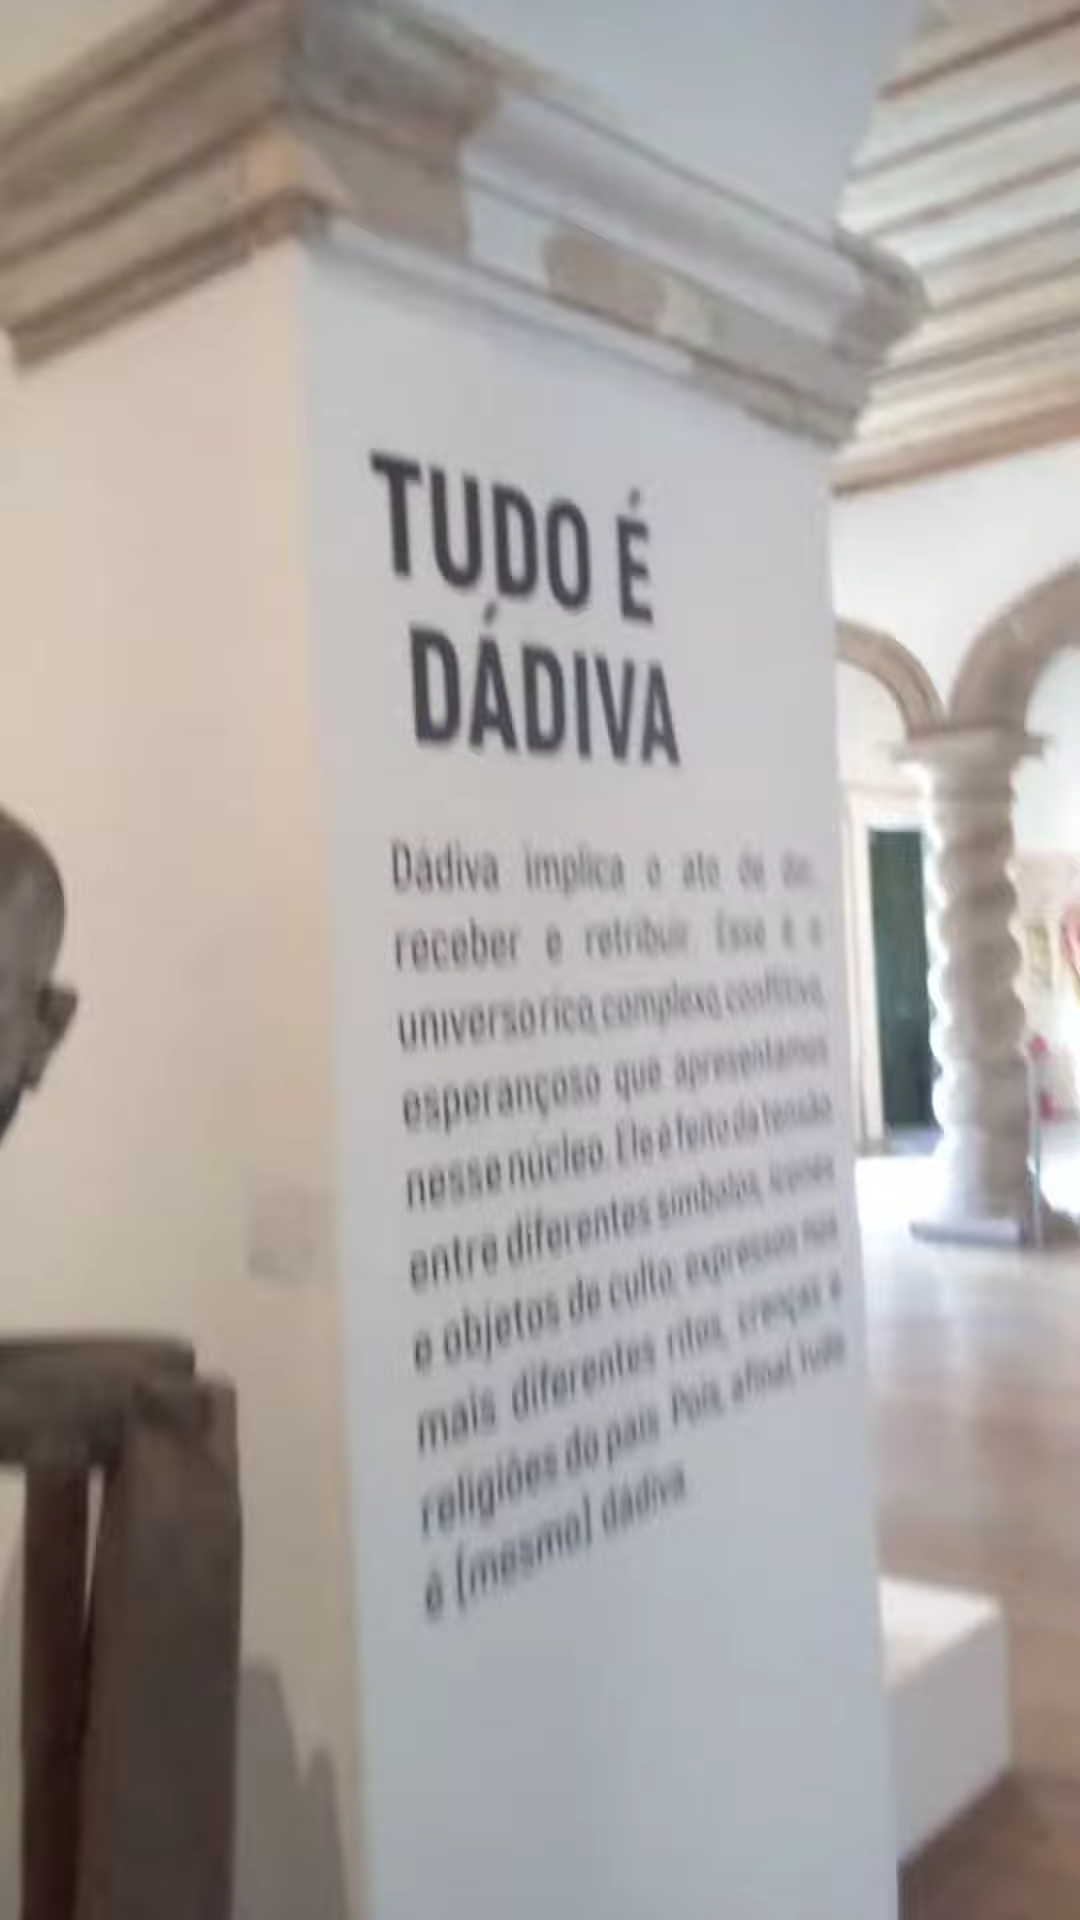 TUDO É
DÁDIVA
Dádiva implica o ato de dar,
receber e retribuir. Esse é o
universo rico, complexo, conflitivo,
esperançoso que apresentamos
nesse núcleo. Ele é feito da tensão
entre diferentes símbolos, ícones
e objetos de culto, expressos nos
mais diferentes ritos, crenças e
religiões do país. Pois, afinal, tudo
é [mesmo] dádiva.